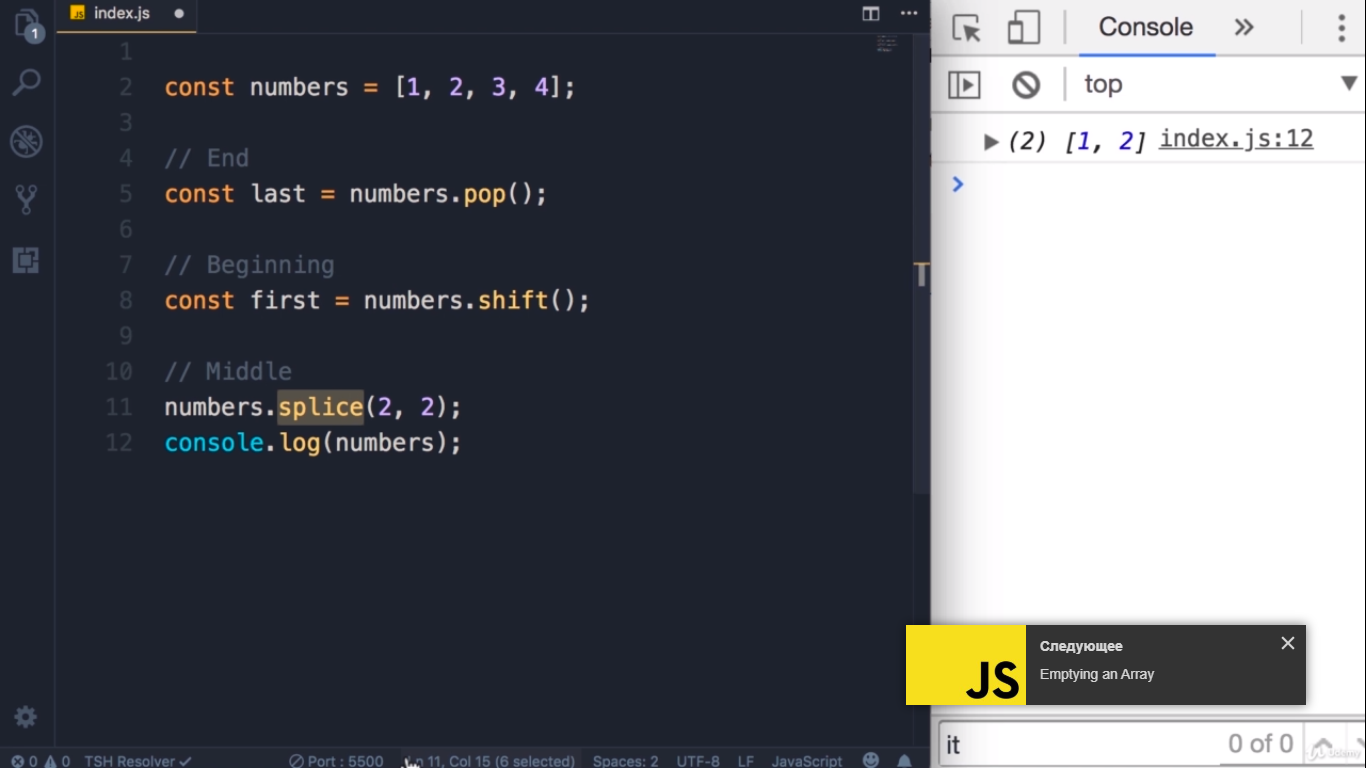 index.js
1
1
2 const numbers = [1, 2, 3, 4];
3
4 // End
5 const last = numbers.pop();
6
7 // Beginning
8 const first = numbers.shift();
9
10 // Middle
11 numbers.splice(2, 2);
12 console.log(numbers);
0 0 TSH Resolver Port : 5500 Ln 11, Col 15 (6 selected) Spaces: 2 UTF-8 LF JavaScript
Console
top
(2) [1, 2] index.js:12
T
Следующее
JS
Emptying an Array
it 0 of 0
Udemy